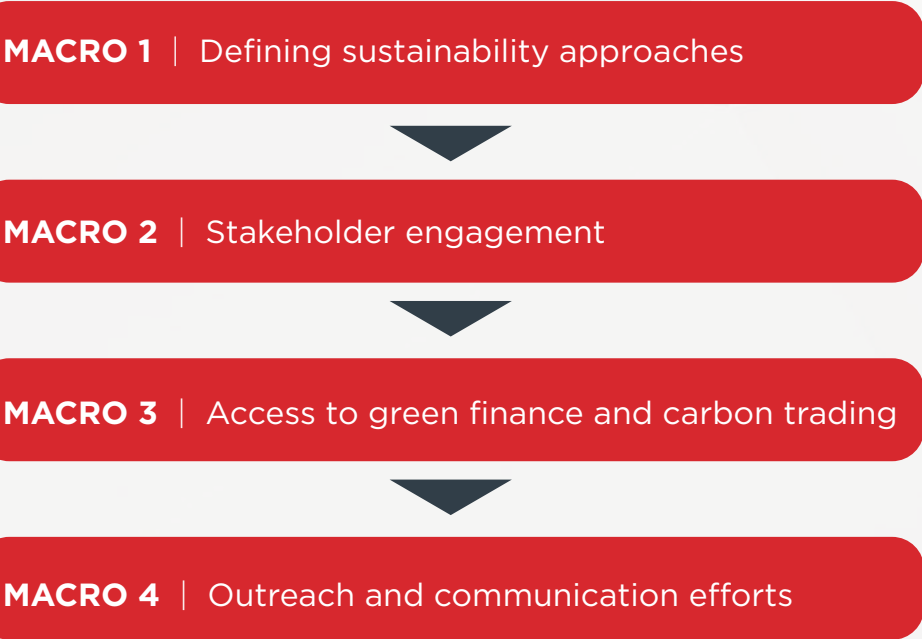 MACRO 1 | Defining sustainability approaches
MACRO 2 | Stakeholder engagement
MACRO 3 | Access to green finance and carbon trading
MACRO 4 | Outreach and communication efforts